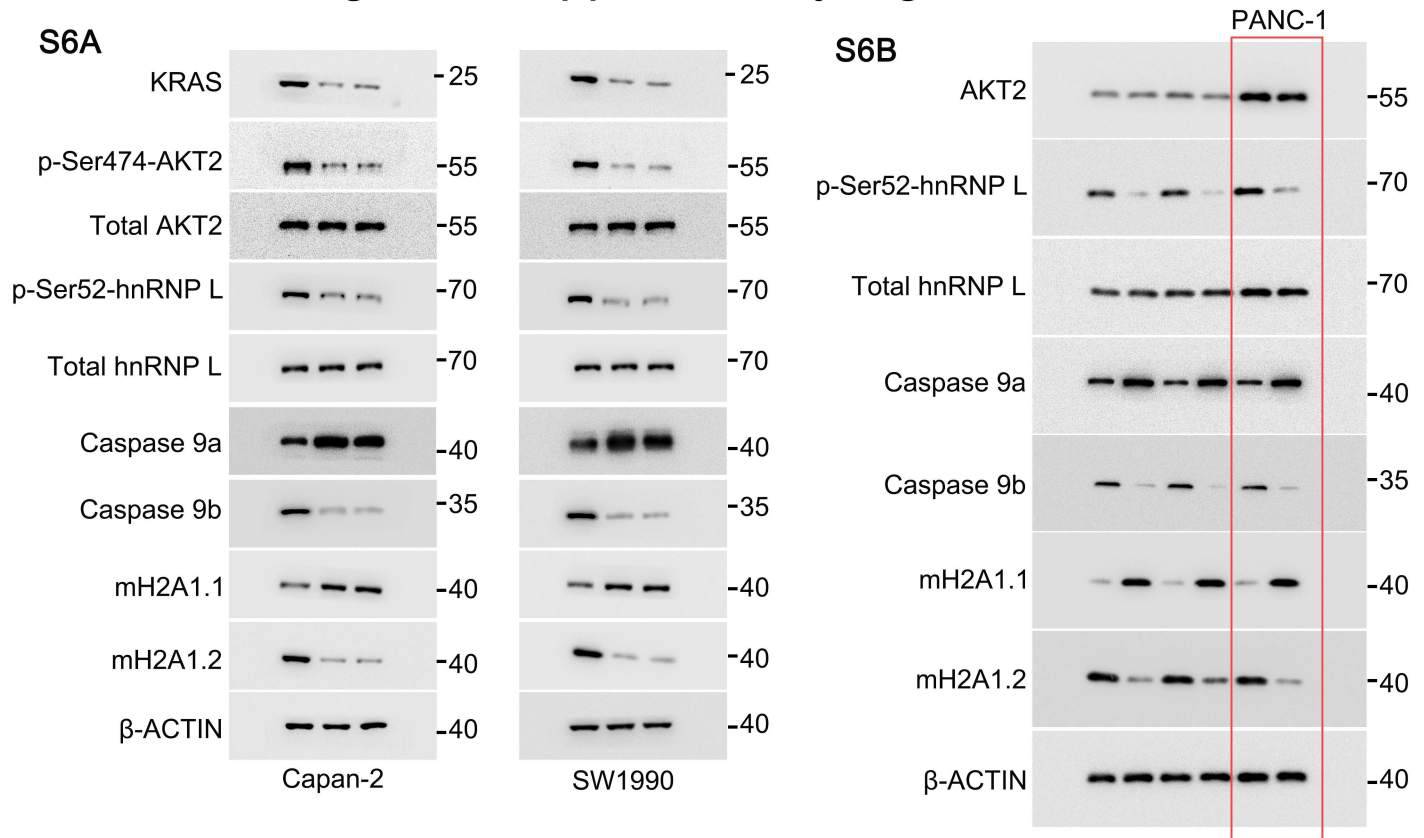 S6A
KRAS -25 -25
p-Ser474-AKT2 -55 -55
Total AKT2 -55 -55
p-Ser52-hnRNP L -70 -70
Total hnRNP L -70 -70
Caspase 9a -40 -40
Caspase 9b -35 -35
mH2A1.1 -40 -40
mH2A1.2 -40 -40
β-ACTIN -40 -40
Capan-2 SW1990
S6B
PANC-1
AKT2 -55
p-Ser52-hnRNP L -70
Total hnRNP L -70
Caspase 9a -40
Caspase 9b -35
mH2A1.1 -40
mH2A1.2 -40
β-ACTIN -40